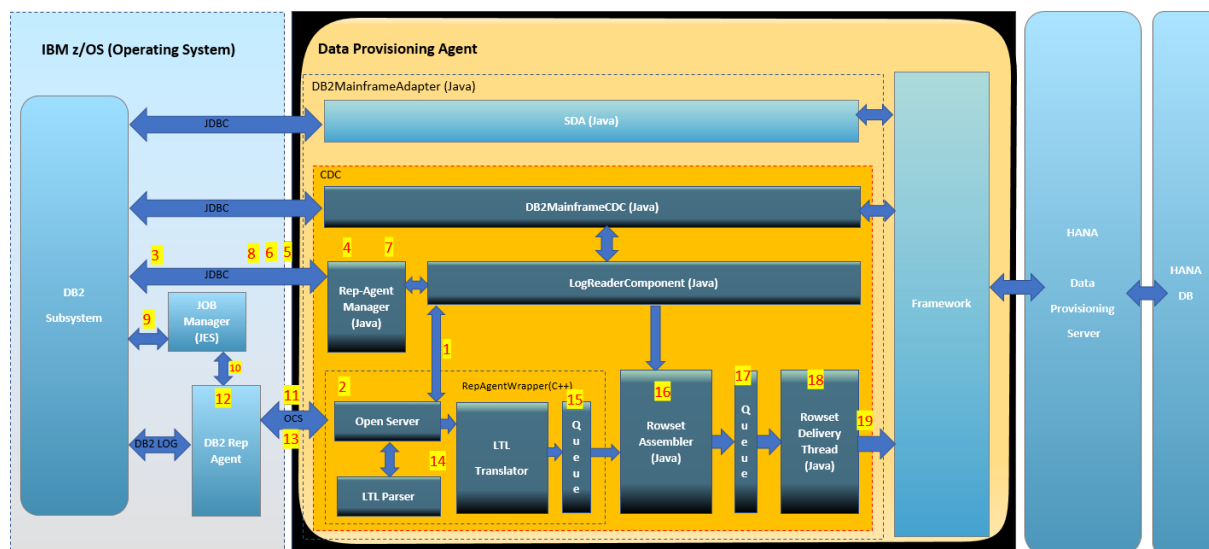 IBM z/OS (Operating System)
Data Provisioning Agent
DB2MainframeAdapter (Java)
JDBC
SDA (Java)
CDC
JDBC
DB2MainframeCDC (Java)
3
8
6
5
4
7
JDBC
Rep-Agent
Manager
(Java)
LogReaderComponent (Java)
DB2
Subsystem
JOB
Manager
(JES)
9
10
1
Framework
HANA
Data
Provisioning
Server
HANA
DB
RepAgentWrapper(C++)
2
12
11
OCS
13
DB2 LOG
DB2 Rep
Agent
Open Server
14
LTL Parser
LTL
Translator
15
Q
u
e
u
e
16
Rowset
Assembler
(Java)
17
Q
u
e
u
e
18
Rowset
Delivery
Thread
(Java)
19